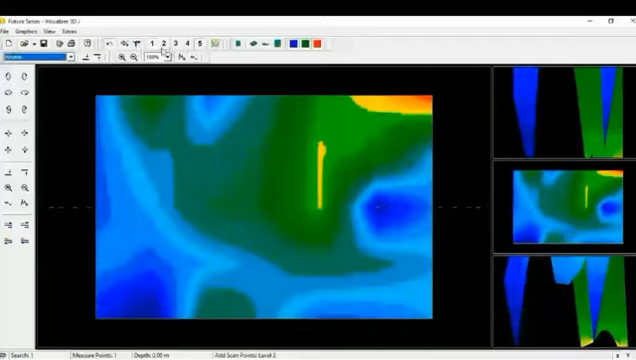 Future Series - Visualizer 3D /
File Graphics View Extras
1 2 3 4 5
100%
Search: 1 Measure Points: 1 Depth: 0.00 m Add Scan Points: Level 2